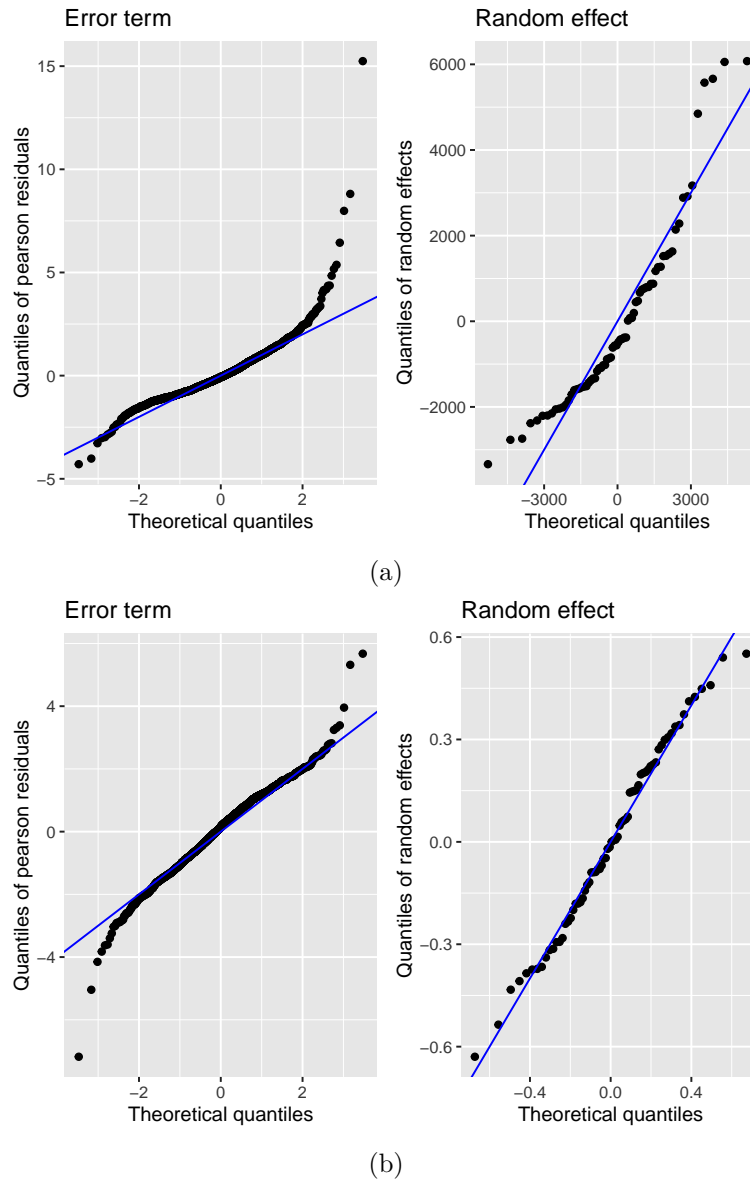 Error term
Random effect
15
10
5
0
−5
Quantiles of pearson residuals
−2
0
2
Theoretical quantiles
6000
4000
2000
0
−2000
Quantiles of random effects
−3000
0
3000
Theoretical quantiles
(a)
Error term
Random effect
4
0
−4
Quantiles of pearson residuals
−2
0
2
Theoretical quantiles
0.6
0.3
0.0
−0.3
−0.6
Quantiles of random effects
−0.4
0.0
0.4
Theoretical quantiles
(b)